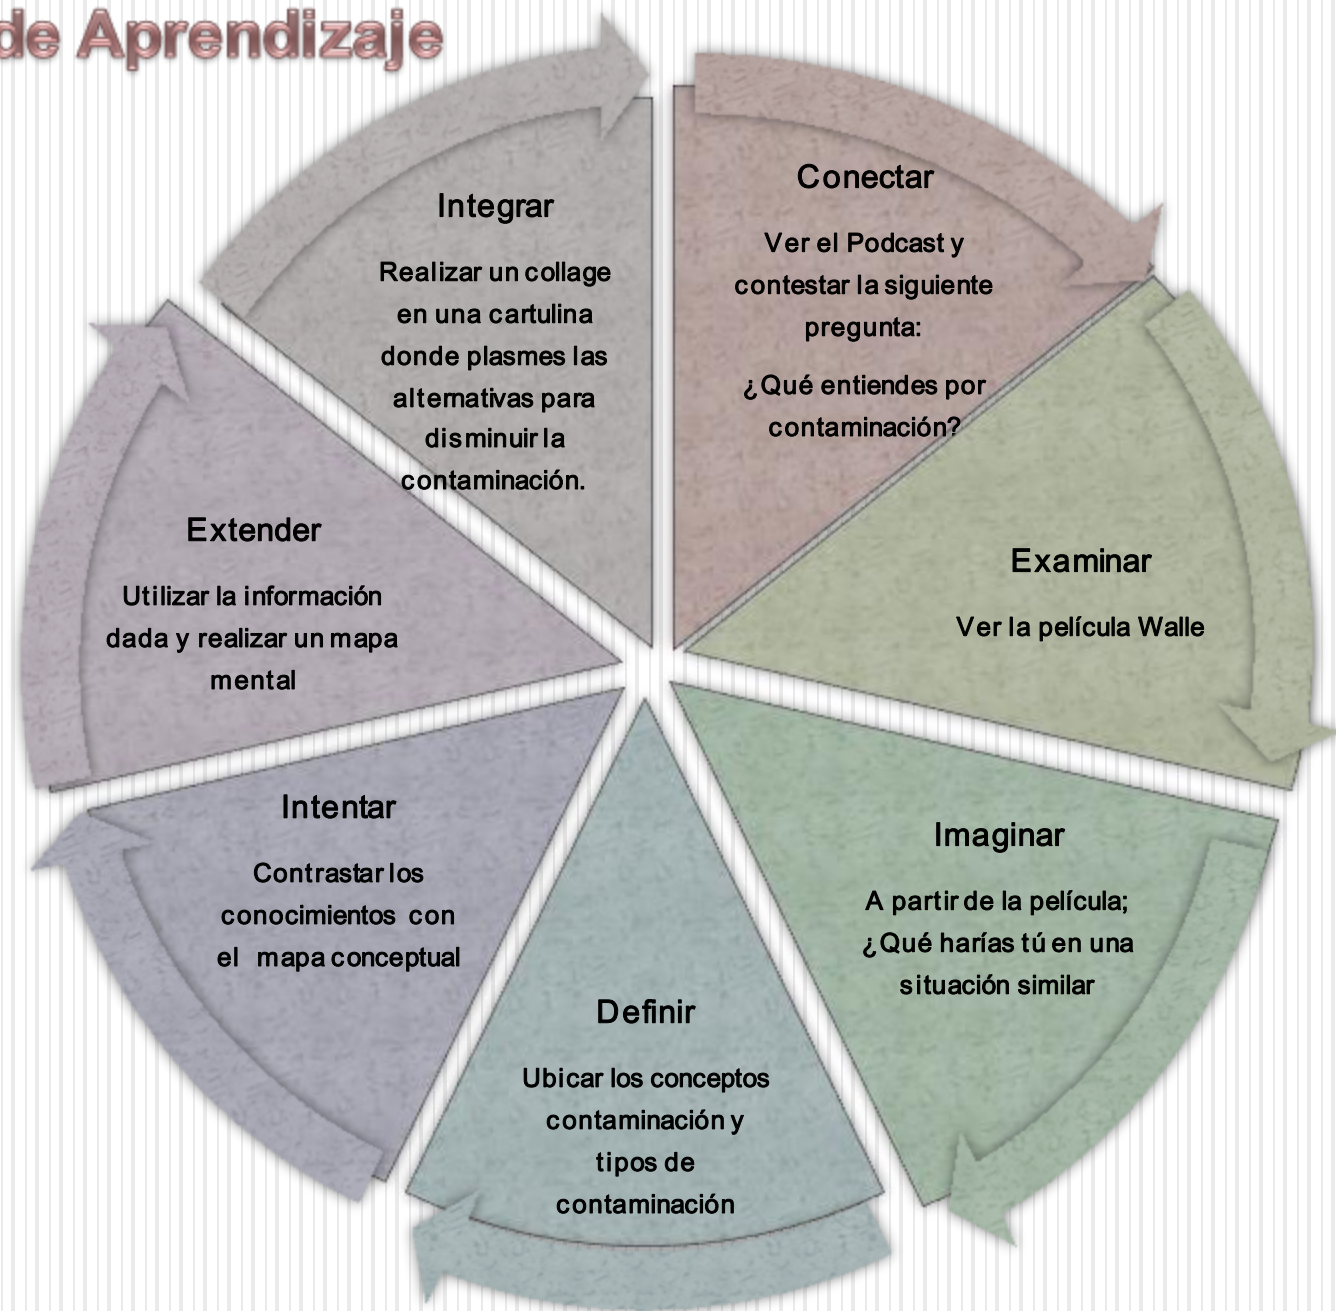 de Aprendizaje
Conectar
Ver el Podcast y
contestar la siguiente
pregunta:
¿Qué entiendes por
contaminación?
Examinar
Ver la película Walle
Imaginar
A partir de la película;
¿Qué harías tú en una
situación similar
Definir
Ubicar los conceptos
contaminación y
tipos de
contaminación
Intentar
Contrastar los
conocimientos con
el mapa conceptual
Extender
Utilizar la información
dada y realizar un mapa
mental
Integrar
Realizar un collage
en una cartulina
donde plasmes las
alternativas para
disminuir la
contaminación.